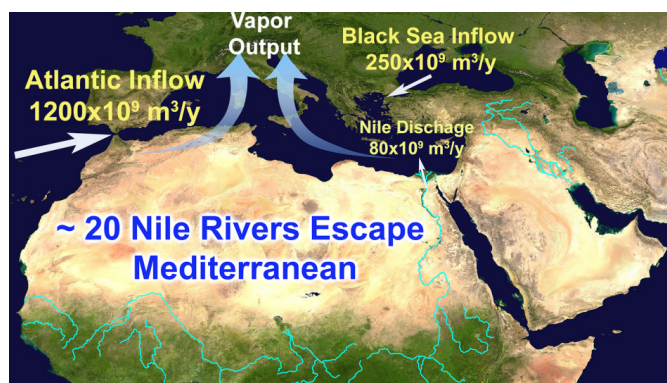 Vapor
Output
Black Sea Inflow
250x10⁹ m³/y
Atlantic Inflow
1200x10⁹ m³/y
Nile Dischage
80x10⁹ m³/y
~ 20 Nile Rivers Escape
Mediterranean